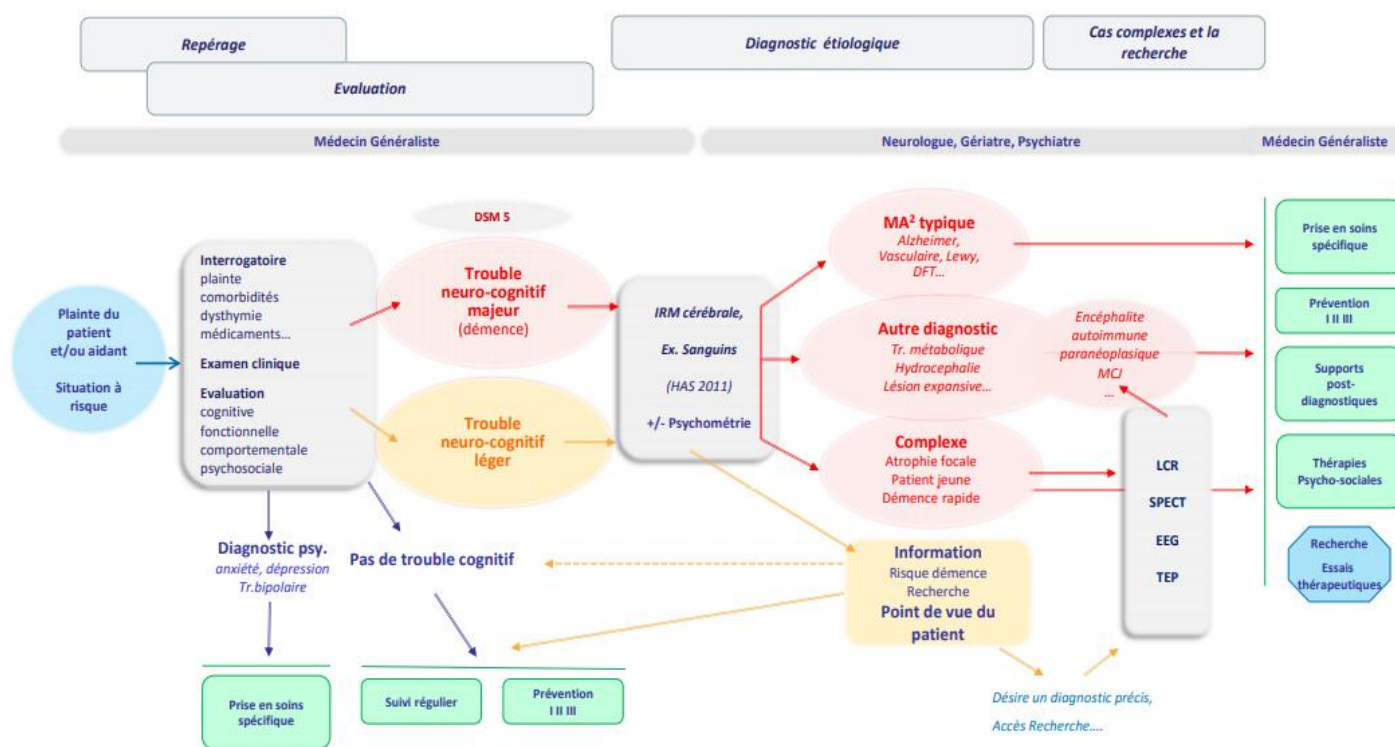 Repérage
Evaluation
Diagnostic étiologique
Cas complexes et la
recherche
Médecin Généraliste
Neurologue, Gériatre, Psychiatre
Médecin Généraliste
Plainte du
patient
et/ou aidant
Situation à
risque
Interrogatoire
plainte
comorbidités
dysthymie
médicaments...
Examen clinique
Evaluation
cognitive
fonctionnelle
comportementale
psychosociale
DSM 5
Trouble
neuro-cognitif
majeur
(démence)
Trouble
neuro-cognitif
léger
IRM cérébrale,
Ex. Sanguins
(HAS 2011)
+/- Psychométrie
MA² typique
Alzheimer,
Vasculaire, Lewy,
DFT...
Autre diagnostic
Tr. métabolique
Hydrocephalie
Lésion expansive...
Encéphalite
autoimmune
paranéoplasique
MCJ
...
Complexe
Atrophie focale
Patient jeune
Démence rapide
LCR
SPECT
EEG
TEP
Prise en soins
spécifique
Prévention
I II III
Supports
post-
diagnostiques
Thérapies
Psycho-sociales
Recherche
Essais
thérapeutiques
Diagnostic psy.
anxiété, dépression
Tr.bipolaire
Pas de trouble cognitif
Information
Risque démence
Recherche
Point de vue du
patient
Prise en soins
spécifique
Suivi régulier
Prévention
I II III
Désire un diagnostic précis,
Accès Recherche....